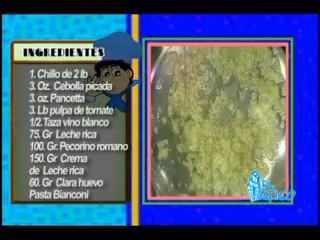 INGREDIENTES
1. Chillo de 2 lb
3. Oz. Cebolla picada
3. oz. Pancetta
3. Lb pulpa de tomate
1/2. Taza vino blanco
75. Gr Leche rica
100. Gr. Pecorino romano
150. Gr Crema
de Leche rica
60. Gr Clara huevo
Pasta Bianconi